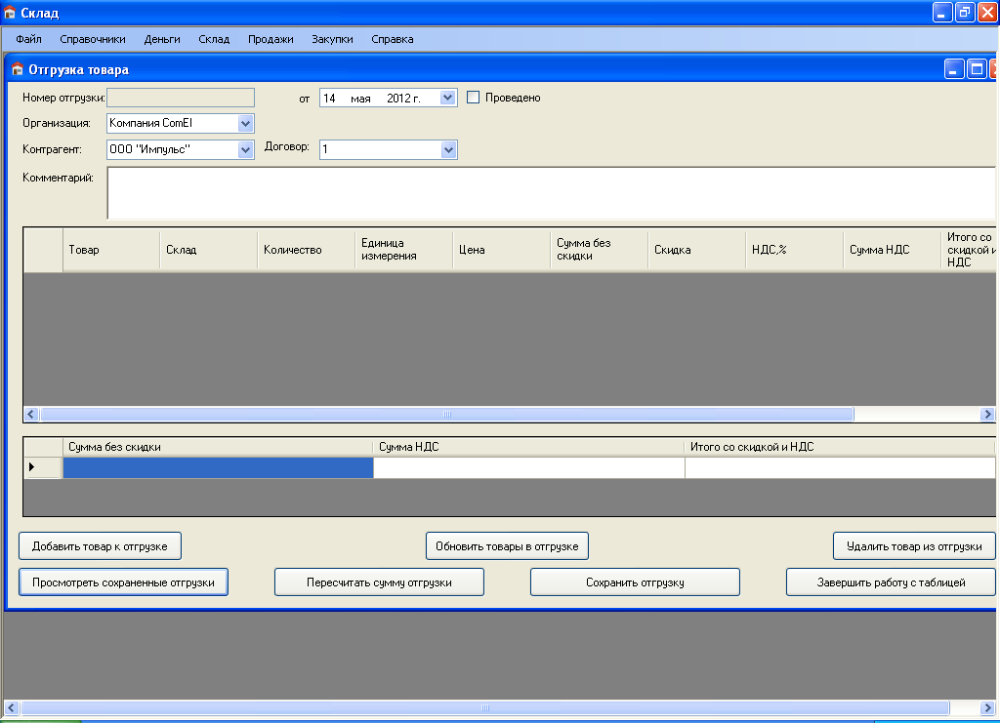 Склад
Файл Справочники Деньги Склад Продажи Закупки Справка
Отгрузка товара
Номер отгрузки: от 14 мая 2012 г. Проведено
Организация: Компания ComEl
Контрагент: ООО "Импульс" Договор: 1
Комментарий:
Товар Склад Количество Единица измерения Цена Сумма без скидки Скидка НДС,% Сумма НДС Итого со скидкой и НДС
Сумма без скидки Сумма НДС Итого со скидкой и НДС
Добавить товар к отгрузке Обновить товары в отгрузке Удалить товар из отгрузки
Просмотреть сохраненные отгрузки Пересчитать сумму отгрузки Сохранить отгрузку Завершить работу с таблицей